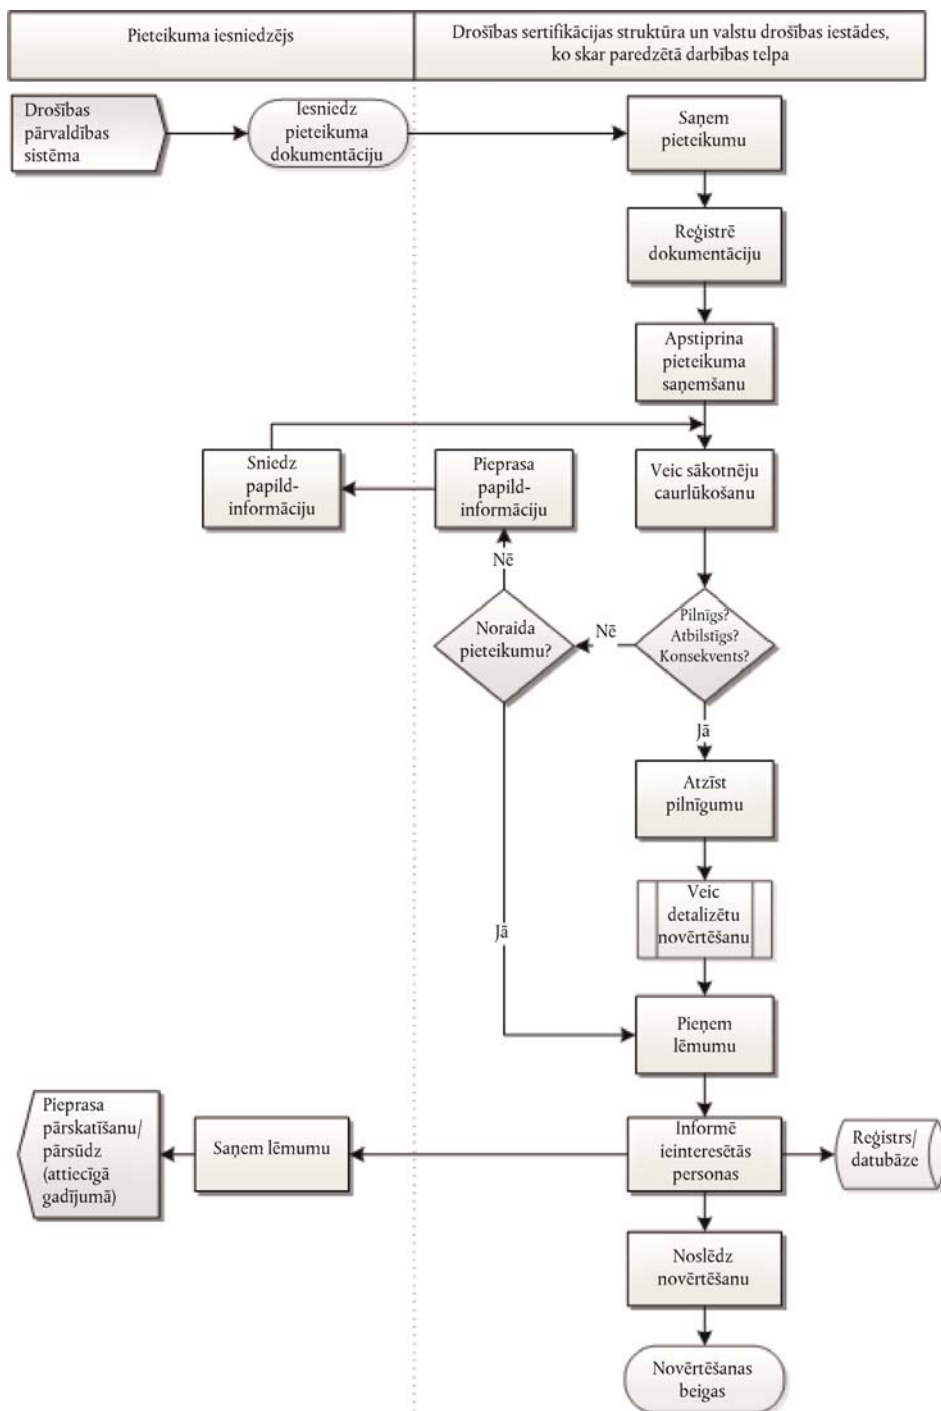 Pieteikuma iesniedzējs
Drošības sertifikācijas struktūra un valstu drošības iestādes,
ko skar paredzētā darbības telpa
Drošības
pārvaldības
sistēma
Iesniedz
pieteikuma
dokumentāciju
Saņem
pieteikumu
Reģistrē
dokumentāciju
Apstiprina
pieteikuma
saņemšanu
Sniedz
papild-
informāciju
Pieprasa
papild-
informāciju
Veic sākotnēju
caurlūkošanu
Nē
Noraida
pieteikumu?
Nē
Pilnīgs?
Atbilstīgs?
Konsekvents?
Jā
Atzīst
pilnīgumu
Veic
detalizētu
novērtēšanu
Jā
Pieņem
lēmumu
Pieprasa
pārskatīšanu/
pārsūdz
(attiecīgā
gadījumā)
Saņem lēmumu
Informē
ieinteresētās
personas
Reģistrs/
datubāze
Noslēdz
novērtēšanu
Novērtēšanas
beigas